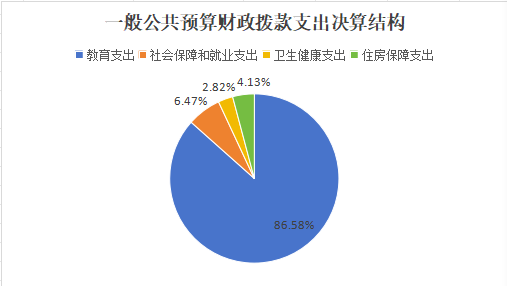 一般公共预算财政拨款支出决算结构
教育支出 社会保障和就业支出 卫生健康支出 住房保障支出
4.13%
2.82%
6.47%
86.58%